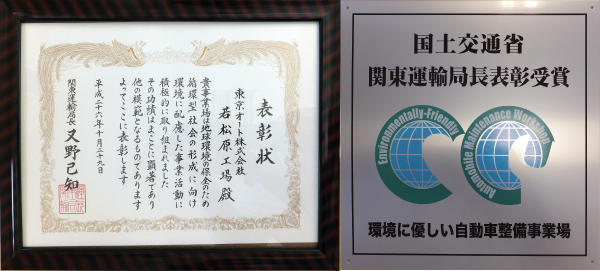 表彰状
東京オート株式会社
若松原工場殿
貴事業場は地球環境の保全のため
循環型社会の形成に向け
環境に配慮した事業活動に
積極的に取り組まれました
その功績はまことに顕著であり
他の模範となるものであります
よってここに表彰します
平成二十六年十月二十九日
関東運輸局長 又野己知
国土交通省
関東運輸局長表彰受賞
Environmentally-Friendly
Automobile Maintenance Workshop
環境に優しい自動車整備事業場